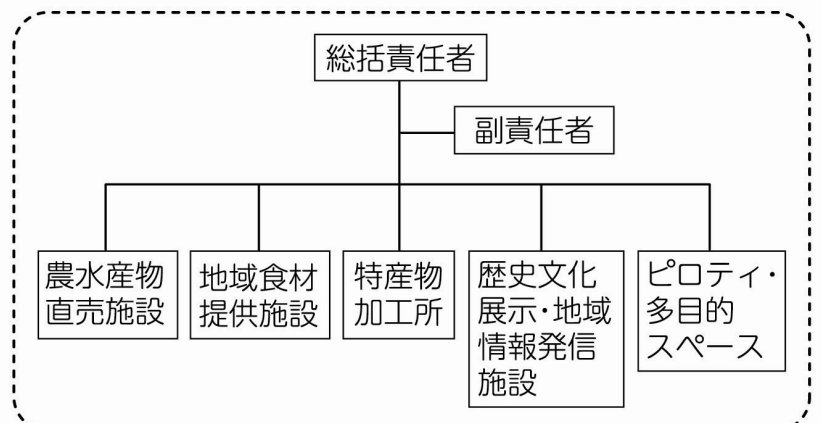 総括責任者
副責任者
農水産物
直売施設
地域食材
提供施設
特産物
加工所
歴史文化
展示・地域
情報発信
施設
ピロティ・
多目的
スペース